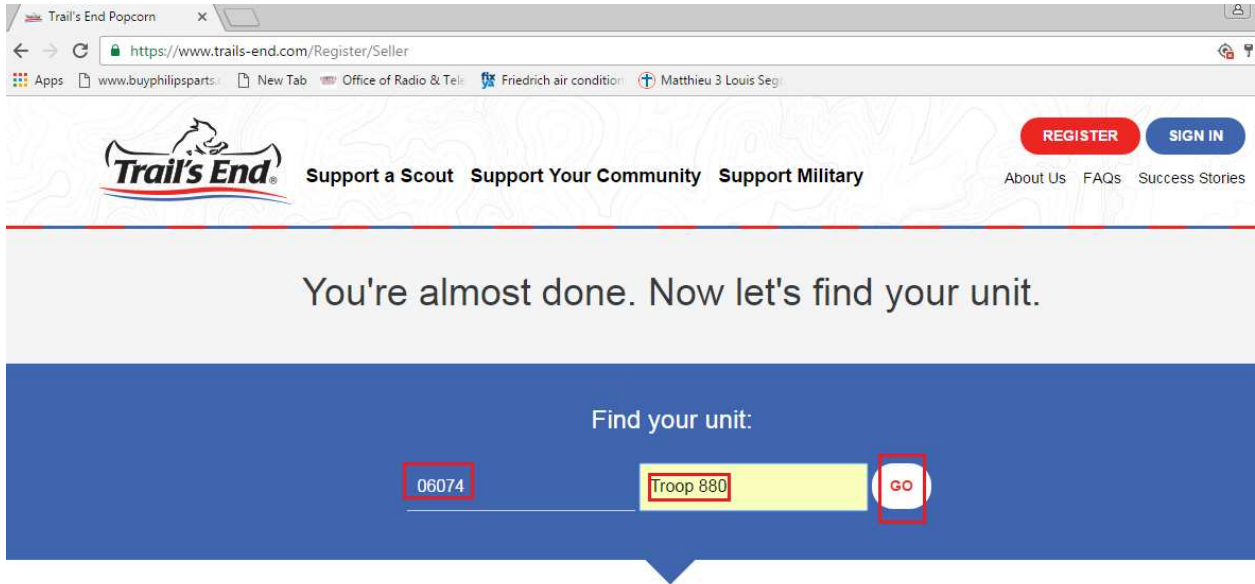 Trail's End Popcorn
https://www.trails-end.com/Register/Seller
Apps www.buyphilipsparts. New Tab Office of Radio & Tele Friedrich air condition Matthieu 3 Louis Seg
REGISTER SIGN IN
Trail's End® Support a Scout Support Your Community Support Military About Us FAQs Success Stories
You're almost done. Now let's find your unit.
Find your unit:
06074 Troop 880 GO